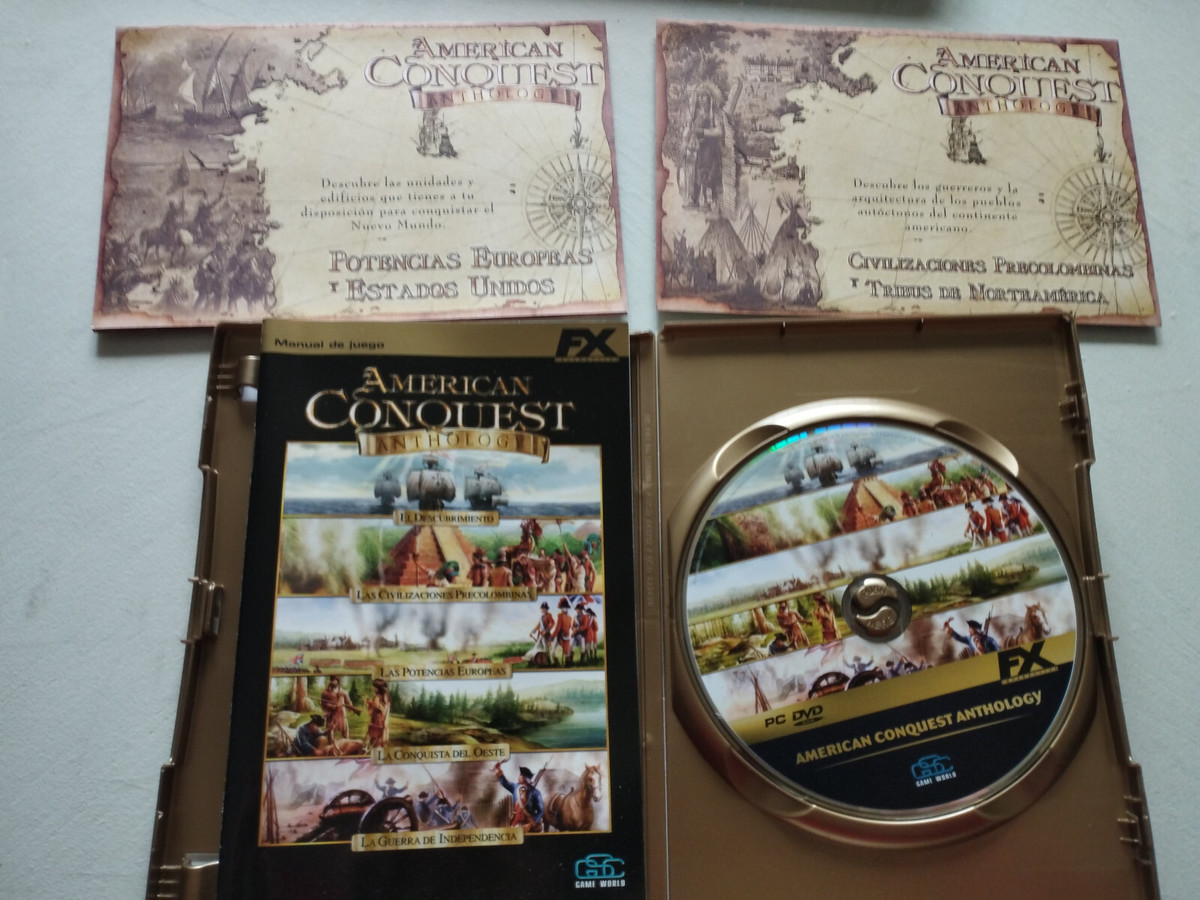 AMERICAN
CONQUEST
ANTHOLOGY
Descubre las unidades y
edificios que tienes a tu
disposición para conquistar el
Nuevo Mundo.
POTENCIAS EUROPEAS
Y ESTADOS UNIDOS
AMERICAN
CONQUEST
ANTHOLOGY
Descubre los guerreros y la
arquitectura de los pueblos
autóctonos del continente
americano.
CIVILIZACIONES PRECOLOMBINAS
Y TRIBUS DE NORTEAMÉRICA
Manual de juego
FX
AMERICAN
CONQUEST
ANTHOLOGY
EL DESCUBRIMIENTO
LAS CIVILIZACIONES PRECOLOMBINAS
LAS POTENCIAS EUROPEAS
LA CONQUISTA DEL OESTE
LA GUERRA DE INDEPENDENCIA
GSC
GAME WORLD
FX
PC DVD
AMERICAN CONQUEST ANTHOLOGY
GSC
GAME WORLD